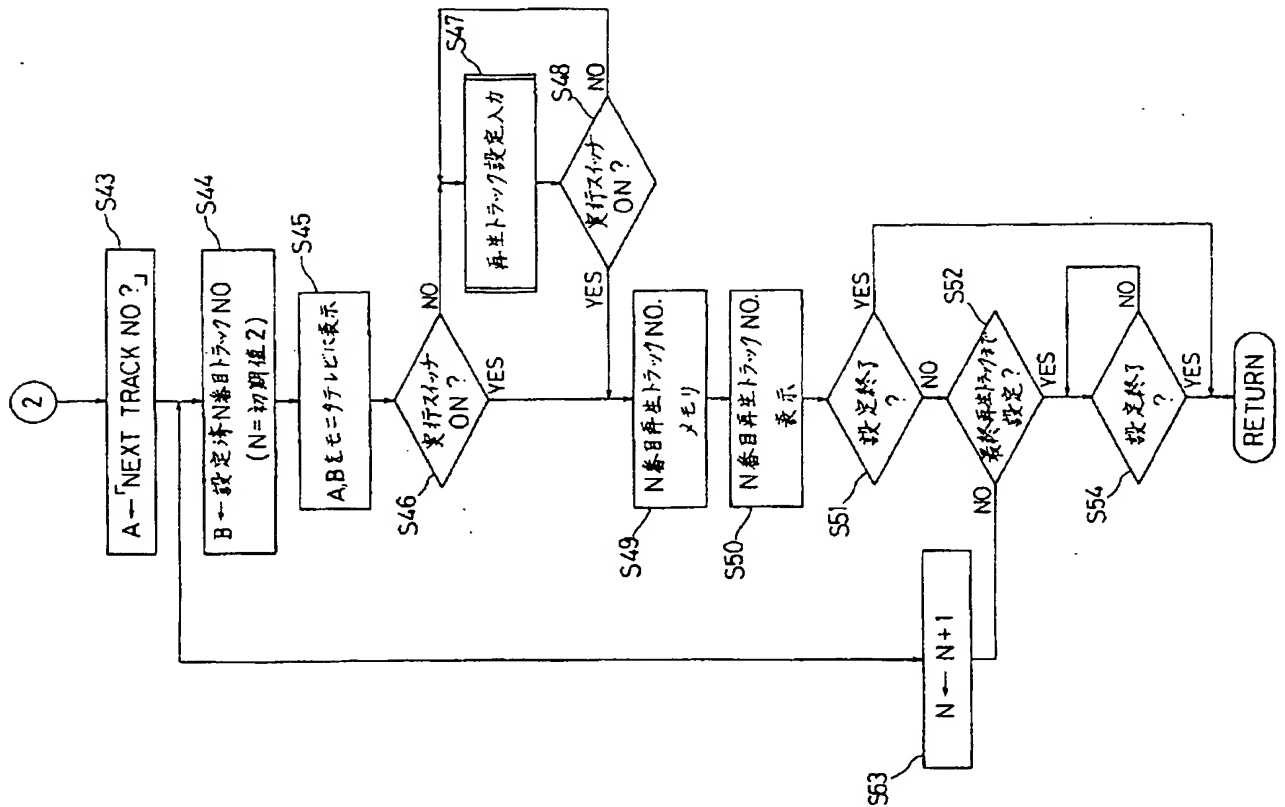 2
S43
A←「NEXT TRACK NO ?」
S44
B ← 設定済N番目トラックNO
(N=初期値2)
S45
A,Bをモニタテレビに表示
S46
実行スイッチ
ON ?
NO
YES
S47
再生トラック設定入力
S48
実行スイッチ
ON ?
NO
YES
S49
N番目再生トラックNO.
メモリ
S50
N番目再生トラックNO.
表示
S51
設定終了
?
YES
NO
S52
最終再生トラックまで
設定?
NO
YES
S63
N ← N+1
S54
設定終了
?
NO
YES
RETURN